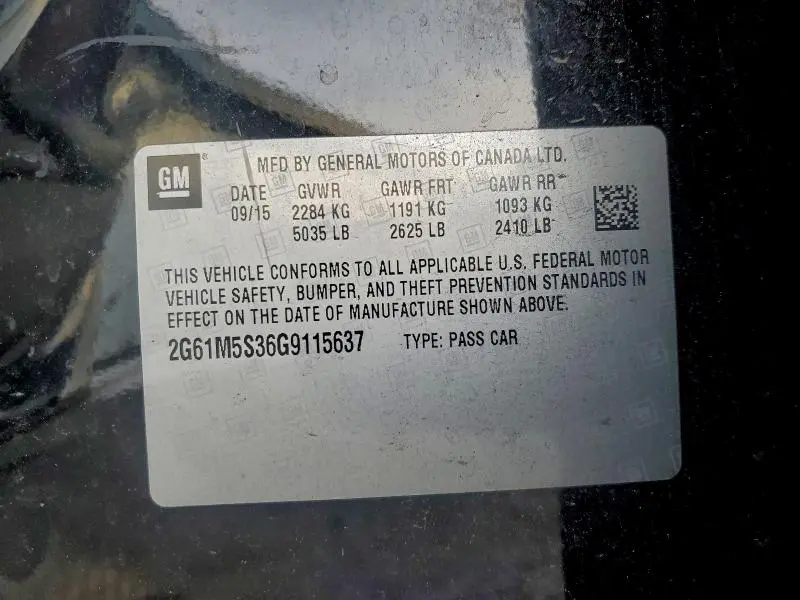 GM ® MFD BY GENERAL MOTORS OF CANADA LTD.
DATE GVWR GAWR FRT GAWR RR
09/15 2284 KG 1191 KG 1093 KG
5035 LB 2625 LB 2410 LB
THIS VEHICLE CONFORMS TO ALL APPLICABLE U.S. FEDERAL MOTOR
VEHICLE SAFETY, BUMPER, AND THEFT PREVENTION STANDARDS IN
EFFECT ON THE DATE OF MANUFACTURE SHOWN ABOVE.
2G61M5S36G9115637 TYPE: PASS CAR